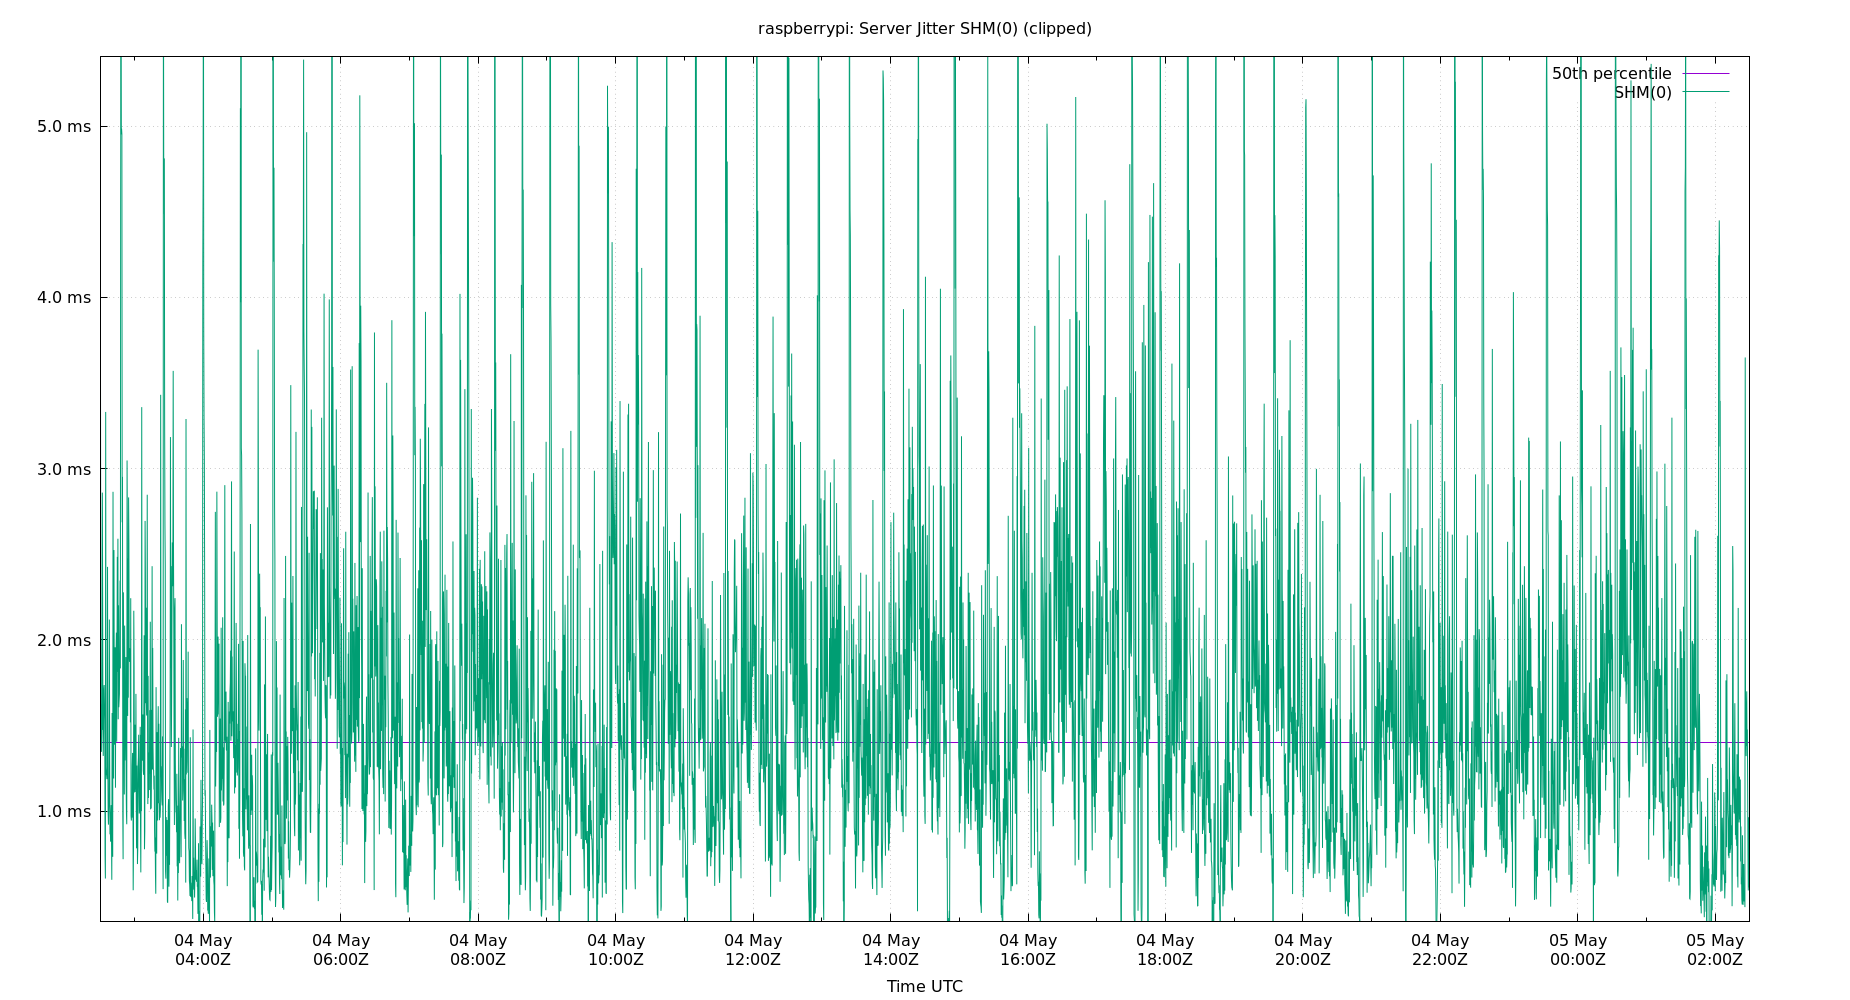 raspberrypi: Server Jitter SHM(0) (clipped)
50th percentile
SHM(0)
5.0 ms
4.0 ms
3.0 ms
2.0 ms
1.0 ms
04 May 04 May 04 May 04 May 04 May 04 May 04 May 04 May 04 May 04 May 05 May 05 May
04:00Z 06:00Z 08:00Z 10:00Z 12:00Z 14:00Z 16:00Z 18:00Z 20:00Z 22:00Z 00:00Z 02:00Z
Time UTC